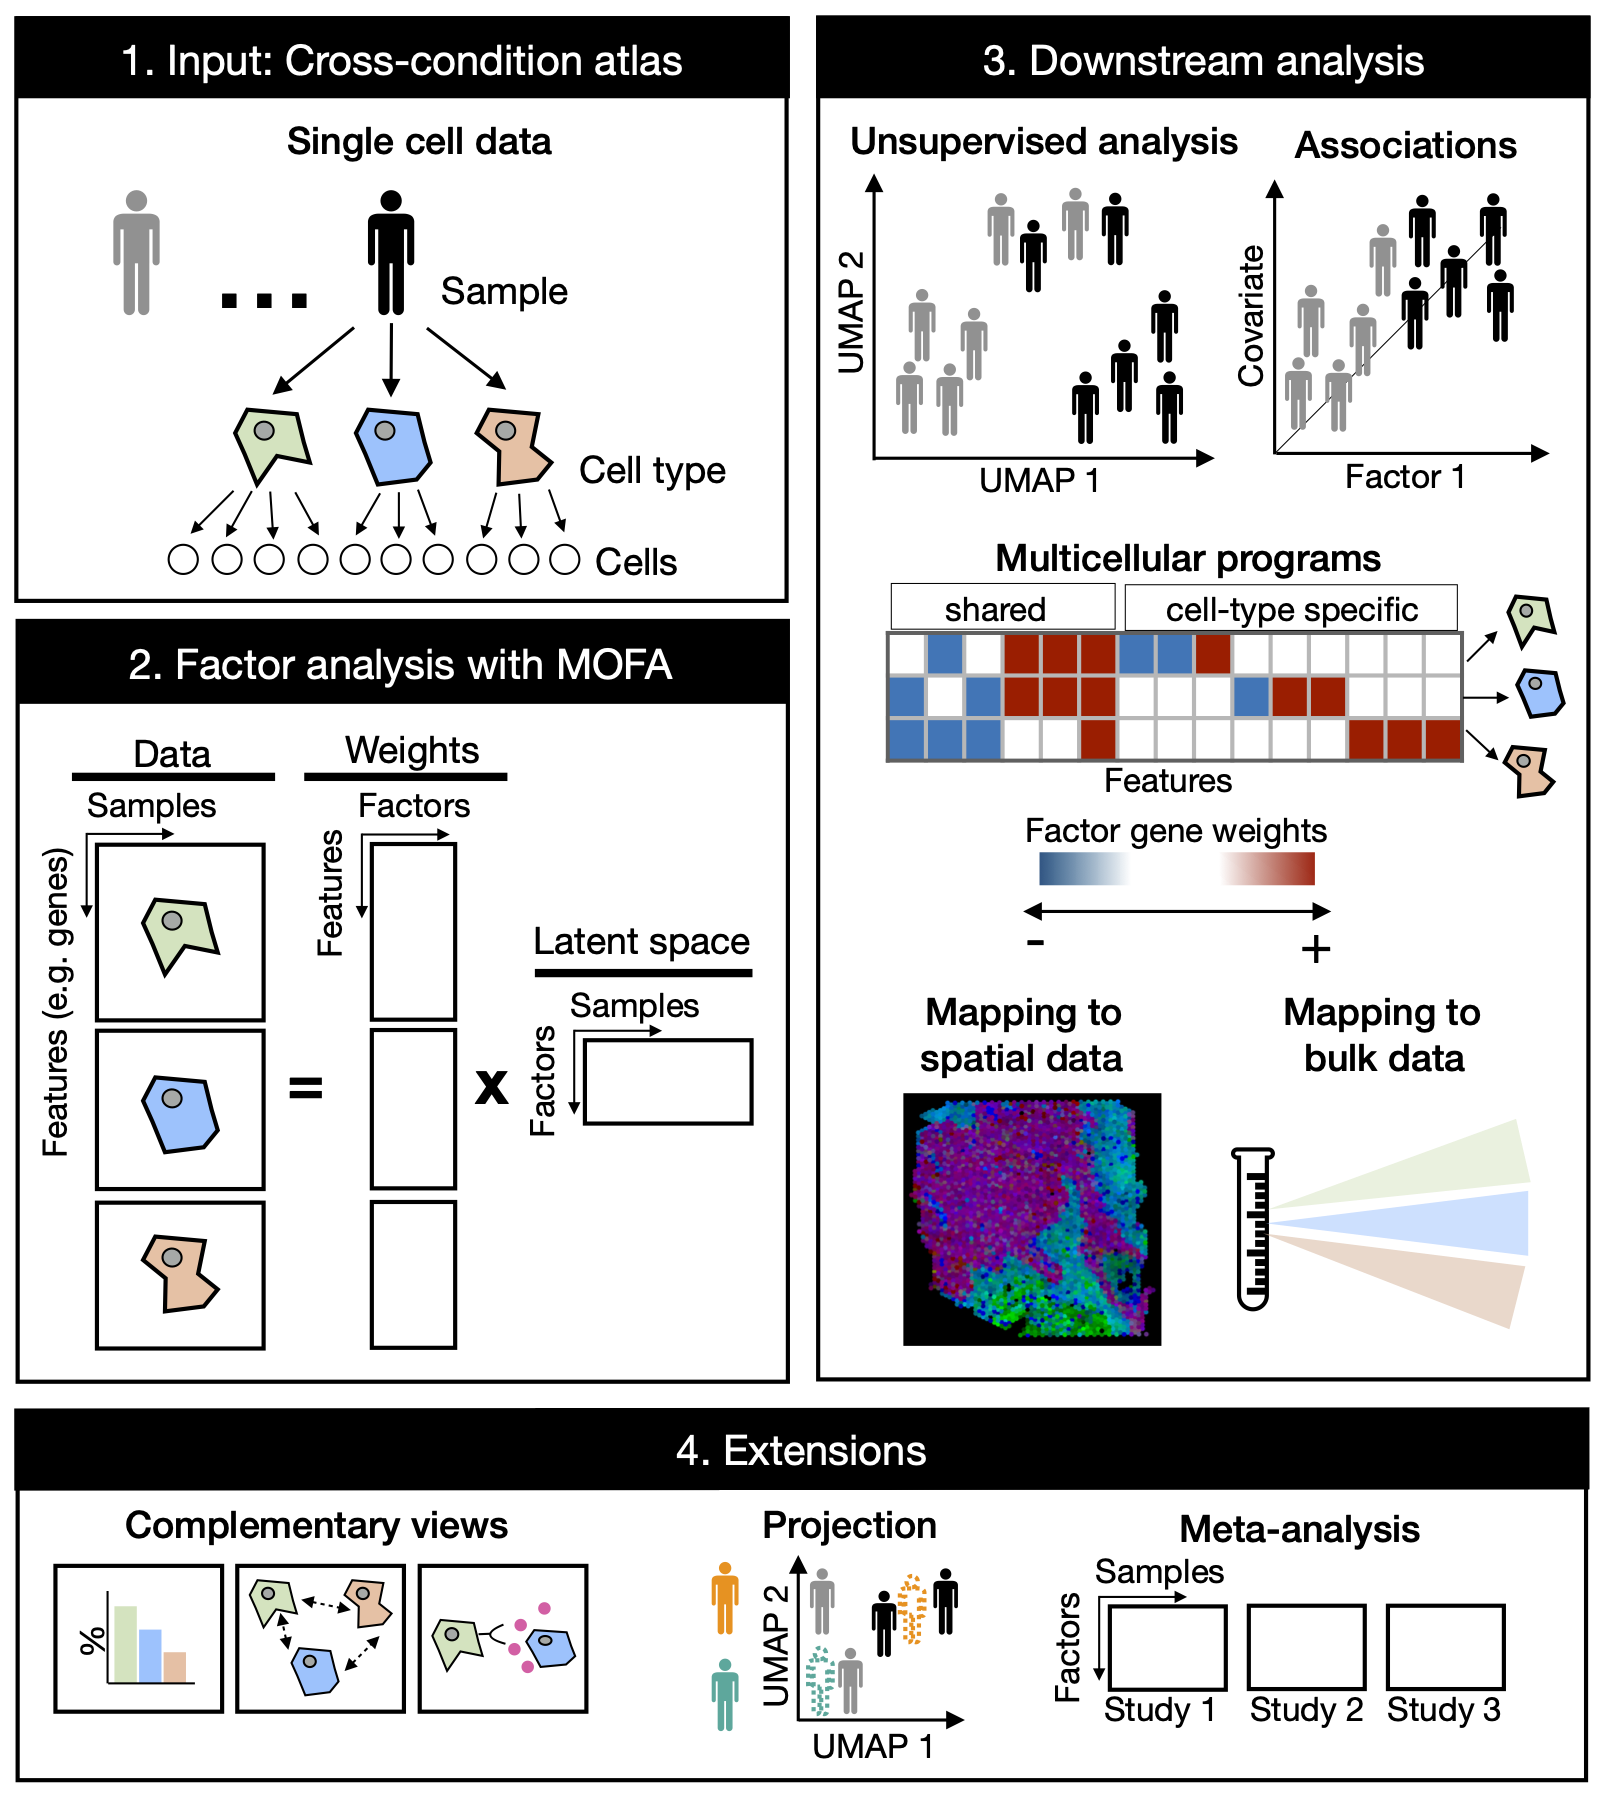 1. Input: Cross-condition atlas
Single cell data
Sample
Cell type
Cells
2. Factor analysis with MOFA
Data
Samples
Features (e.g. genes)
=
Weights
Factors
Features
x
Latent space
Samples
Factors
3. Downstream analysis
Unsupervised analysis
UMAP 2
UMAP 1
Associations
Covariate
Factor 1
Multicellular programs
shared
cell-type specific
Features
Factor gene weights
- +
Mapping to
spatial data
Mapping to
bulk data
4. Extensions
Complementary views
%
Projection
UMAP 2
UMAP 1
Meta-analysis
Samples
Factors
Study 1
Study 2
Study 3